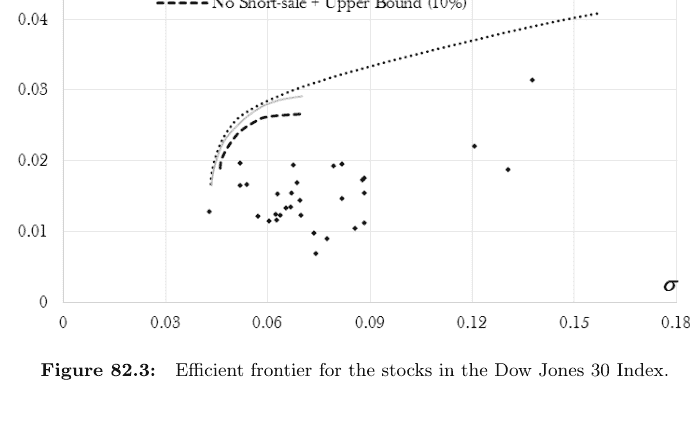 No Short-sale + Upper Bound (10%)
0.04
0.03
0.02
0.01
0
0 0.03 0.06 0.09 0.12 0.15 0.18
σ
Figure 82.3: Efficient frontier for the stocks in the Dow Jones 30 Index.